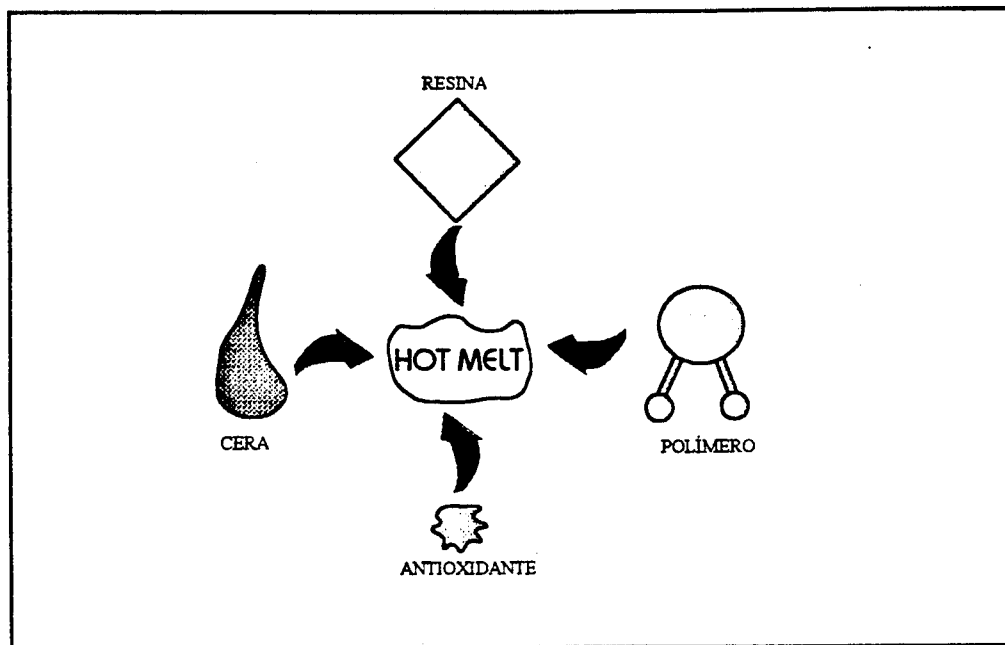 RESINA
HOT MELT
CERA
POLÍMERO
ANTIOXIDANTE